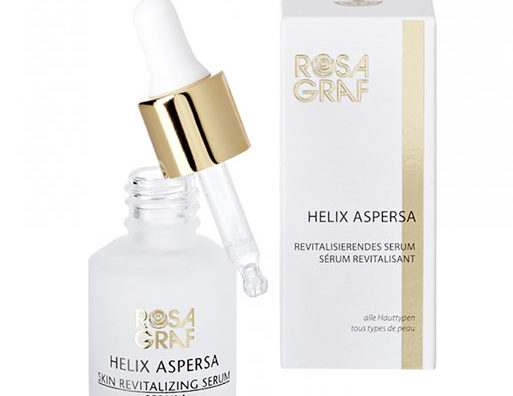 ROSA
GRAF
HELIX ASPERSA
SKIN REVITALIZING SERUM
ROSA
GRAF
HELIX ASPERSA
REVITALISIERENDES SERUM
SÉRUM REVITALISANT
alle Hauttypen
tous types de peau